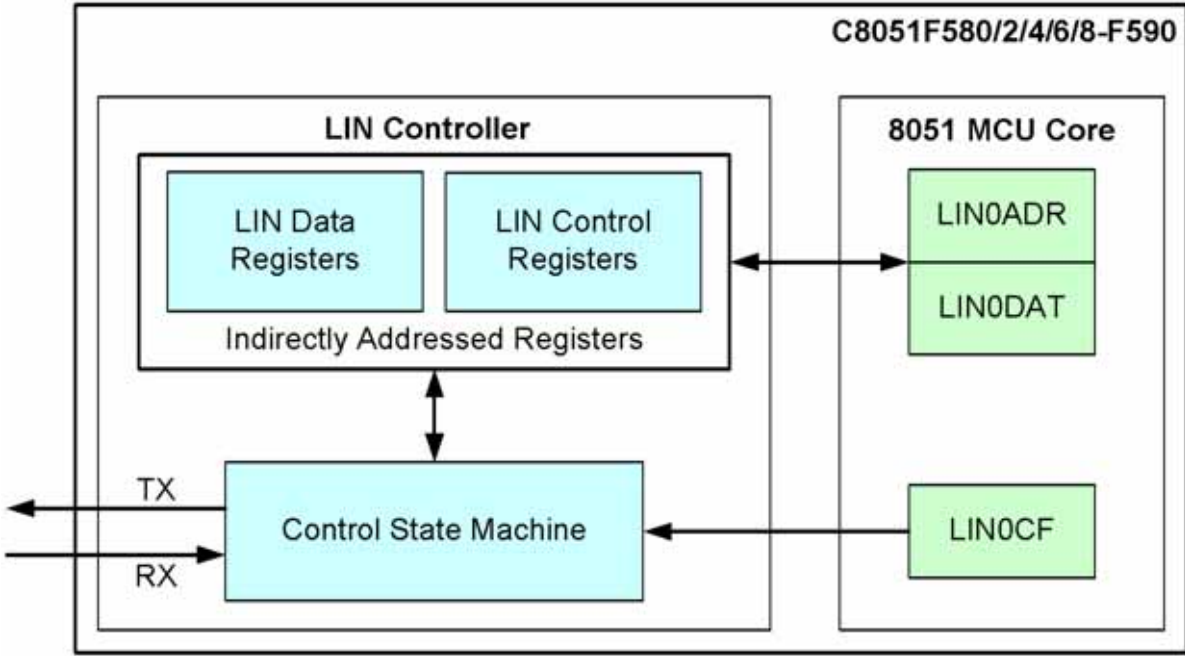 C8051F580/2/4/6/8-F590
LIN Controller
8051 MCU Core
LIN Data
Registers
LIN Control
Registers
Indirectly Addressed Registers
LIN0ADR
LIN0DAT
TX
RX
Control State Machine
LIN0CF